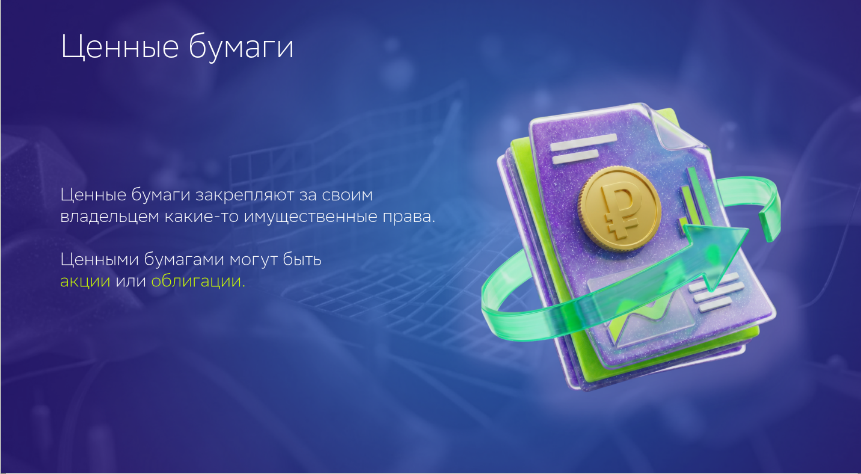 Ценные бумаги
Ценные бумаги закрепляют за своим
владельцем какие-то имущественные права.
Ценными бумагами могут быть
акции или облигации.